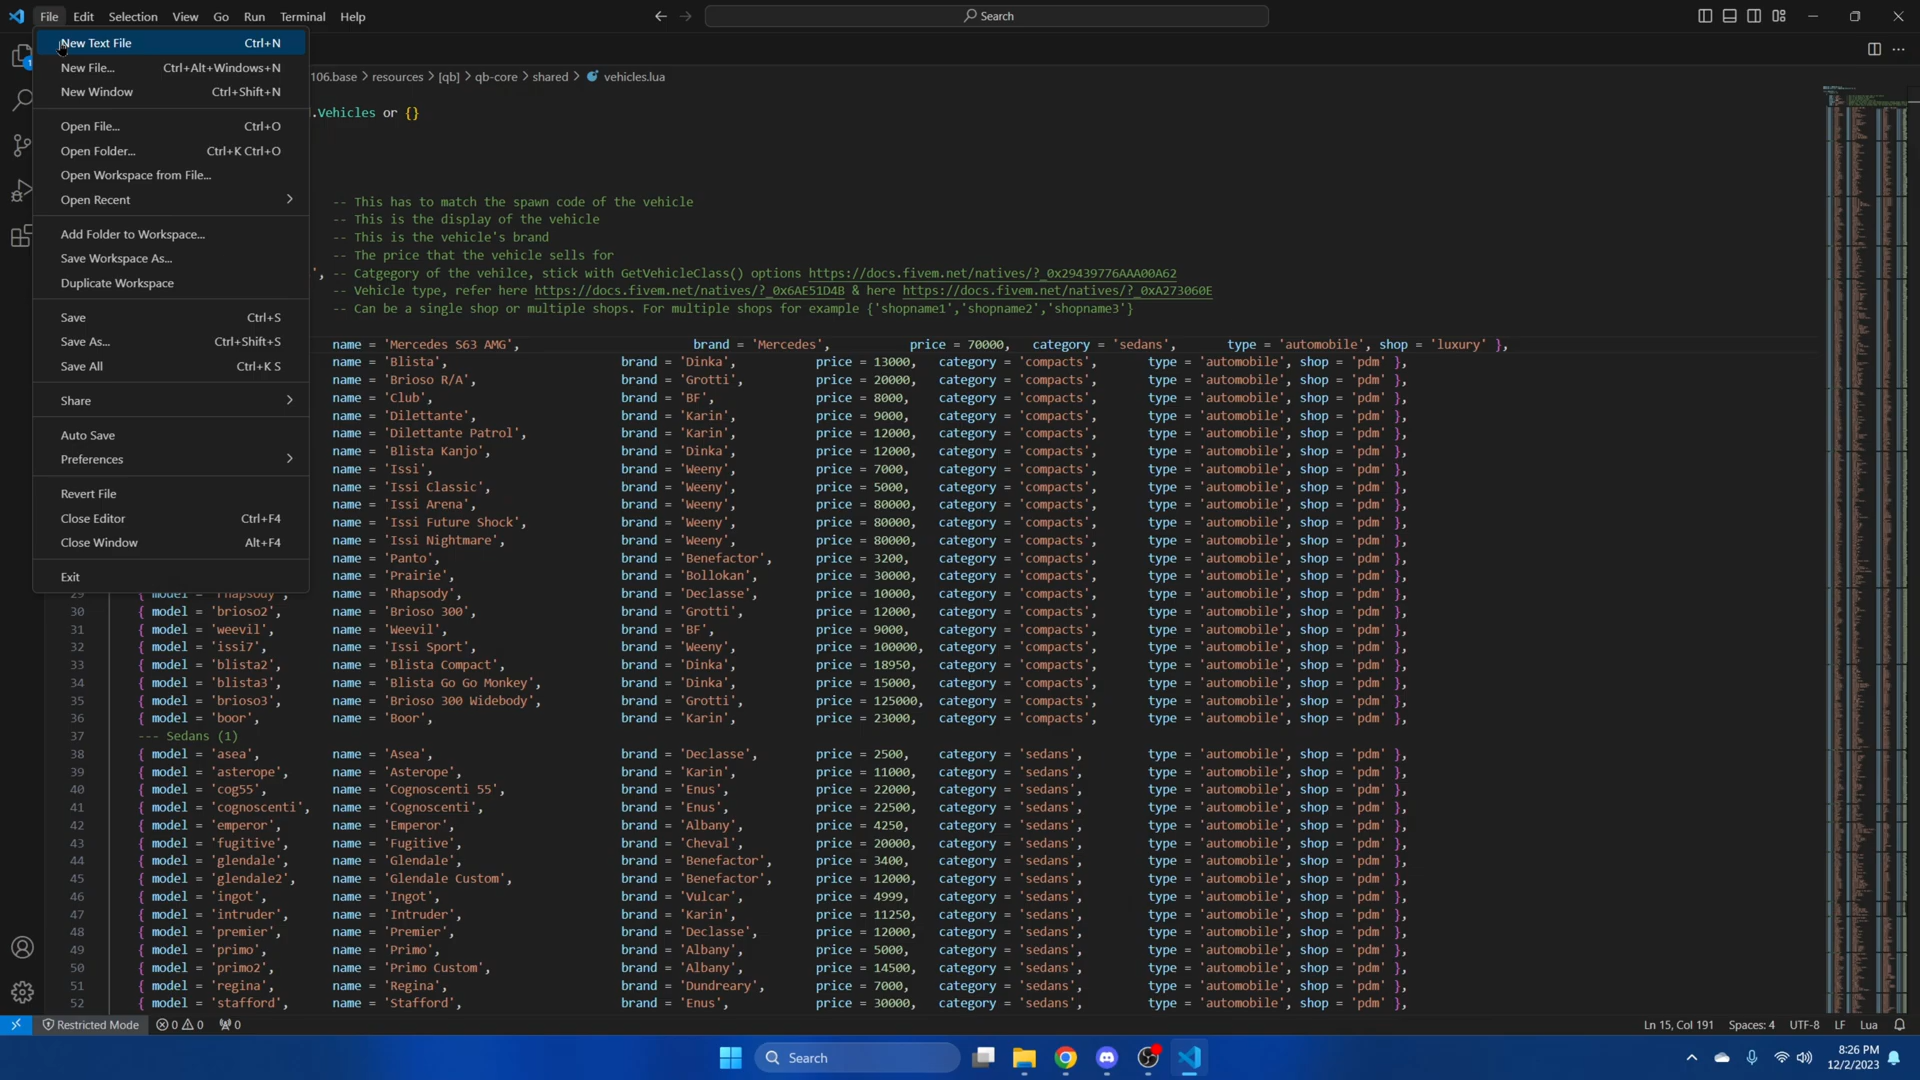 File Edit Selection View Go Run Terminal Help
Search
New Text File Ctrl+N
New File... Ctrl+Alt+Windows+N
New Window Ctrl+Shift+N
Open File... Ctrl+O
Open Folder... Ctrl+K Ctrl+O
Open Workspace from File...
Open Recent
Add Folder to Workspace...
Save Workspace As...
Duplicate Workspace
Save Ctrl+S
Save As... Ctrl+Shift+S
Save All Ctrl+K S
Share
Auto Save
Preferences
Revert File
Close Editor Ctrl+F4
Close Window Alt+F4
Exit
106.base > resources > [qb] > qb-core > shared > vehicles.lua
.Vehicles or {}
-- This has to match the spawn code of the vehicle
-- This is the display of the vehicle
-- This is the vehicle's brand
-- The price that the vehicle sells for
', -- Catgegory of the vehilce, stick with GetVehicleClass() options https://docs.fivem.net/natives/?_0x29439776AAA00A62
-- Vehicle type, refer here https://docs.fivem.net/natives/?_0x6AE51D4B & here https://docs.fivem.net/natives/?_0xA273060E
-- Can be a single shop or multiple shops. For multiple shops for example {'shopname1','shopname2','shopname3'}
name = 'Mercedes S63 AMG', brand = 'Mercedes', price = 70000, category = 'sedans', type = 'automobile', shop = 'luxury' },
name = 'Blista', brand = 'Dinka', price = 13000, category = 'compacts', type = 'automobile', shop = 'pdm' },
name = 'Brioso R/A', brand = 'Grotti', price = 20000, category = 'compacts', type = 'automobile', shop = 'pdm' },
name = 'Club', brand = 'BF', price = 8000, category = 'compacts', type = 'automobile', shop = 'pdm' },
name = 'Dilettante', brand = 'Karin', price = 9000, category = 'compacts', type = 'automobile', shop = 'pdm' },
name = 'Dilettante Patrol', brand = 'Karin', price = 12000, category = 'compacts', type = 'automobile', shop = 'pdm' },
name = 'Blista Kanjo', brand = 'Dinka', price = 12000, category = 'compacts', type = 'automobile', shop = 'pdm' },
name = 'Issi', brand = 'Weeny', price = 7000, category = 'compacts', type = 'automobile', shop = 'pdm' },
name = 'Issi Classic', brand = 'Weeny', price = 5000, category = 'compacts', type = 'automobile', shop = 'pdm' },
name = 'Issi Arena', brand = 'Weeny', price = 80000, category = 'compacts', type = 'automobile', shop = 'pdm' },
name = 'Issi Future Shock', brand = 'Weeny', price = 80000, category = 'compacts', type = 'automobile', shop = 'pdm' },
name = 'Issi Nightmare', brand = 'Weeny', price = 80000, category = 'compacts', type = 'automobile', shop = 'pdm' },
name = 'Panto', brand = 'Benefactor', price = 3200, category = 'compacts', type = 'automobile', shop = 'pdm' },
name = 'Prairie', brand = 'Bollokan', price = 30000, category = 'compacts', type = 'automobile', shop = 'pdm' },
29 { model = 'rhapsody', name = 'Rhapsody', brand = 'Declasse', price = 10000, category = 'compacts', type = 'automobile', shop = 'pdm' },
30 { model = 'brioso2', name = 'Brioso 300', brand = 'Grotti', price = 12000, category = 'compacts', type = 'automobile', shop = 'pdm' },
31 { model = 'weevil', name = 'Weevil', brand = 'BF', price = 9000, category = 'compacts', type = 'automobile', shop = 'pdm' },
32 { model = 'issi7', name = 'Issi Sport', brand = 'Weeny', price = 100000, category = 'compacts', type = 'automobile', shop = 'pdm' },
33 { model = 'blista2', name = 'Blista Compact', brand = 'Dinka', price = 18950, category = 'compacts', type = 'automobile', shop = 'pdm' },
34 { model = 'blista3', name = 'Blista Go Go Monkey', brand = 'Dinka', price = 15000, category = 'compacts', type = 'automobile', shop = 'pdm' },
35 { model = 'brioso3', name = 'Brioso 300 Widebody', brand = 'Grotti', price = 125000, category = 'compacts', type = 'automobile', shop = 'pdm' },
36 { model = 'boor', name = 'Boor', brand = 'Karin', price = 23000, category = 'compacts', type = 'automobile', shop = 'pdm' },
37 --- Sedans (1)
38 { model = 'asea', name = 'Asea', brand = 'Declasse', price = 2500, category = 'sedans', type = 'automobile', shop = 'pdm' },
39 { model = 'asterope', name = 'Asterope', brand = 'Karin', price = 11000, category = 'sedans', type = 'automobile', shop = 'pdm' },
40 { model = 'cog55', name = 'Cognoscenti 55', brand = 'Enus', price = 22000, category = 'sedans', type = 'automobile', shop = 'pdm' },
41 { model = 'cognoscenti', name = 'Cognoscenti', brand = 'Enus', price = 22500, category = 'sedans', type = 'automobile', shop = 'pdm' },
42 { model = 'emperor', name = 'Emperor', brand = 'Albany', price = 4250, category = 'sedans', type = 'automobile', shop = 'pdm' },
43 { model = 'fugitive', name = 'Fugitive', brand = 'Cheval', price = 20000, category = 'sedans', type = 'automobile', shop = 'pdm' },
44 { model = 'glendale', name = 'Glendale', brand = 'Benefactor', price = 3400, category = 'sedans', type = 'automobile', shop = 'pdm' },
45 { model = 'glendale2', name = 'Glendale Custom', brand = 'Benefactor', price = 12000, category = 'sedans', type = 'automobile', shop = 'pdm' },
46 { model = 'ingot', name = 'Ingot', brand = 'Vulcar', price = 4999, category = 'sedans', type = 'automobile', shop = 'pdm' },
47 { model = 'intruder', name = 'Intruder', brand = 'Karin', price = 11250, category = 'sedans', type = 'automobile', shop = 'pdm' },
48 { model = 'premier', name = 'Premier', brand = 'Declasse', price = 12000, category = 'sedans', type = 'automobile', shop = 'pdm' },
49 { model = 'primo', name = 'Primo', brand = 'Albany', price = 5000, category = 'sedans', type = 'automobile', shop = 'pdm' },
50 { model = 'primo2', name = 'Primo Custom', brand = 'Albany', price = 14500, category = 'sedans', type = 'automobile', shop = 'pdm' },
51 { model = 'regina', name = 'Regina', brand = 'Dundreary', price = 7000, category = 'sedans', type = 'automobile', shop = 'pdm' },
52 { model = 'stafford', name = 'Stafford', brand = 'Enus', price = 30000, category = 'sedans', type = 'automobile', shop = 'pdm' },
Restricted Mode 0 0 0 Ln 15, Col 191 Spaces: 4 UTF-8 LF Lua
Search
8:26 PM
12/2/2023